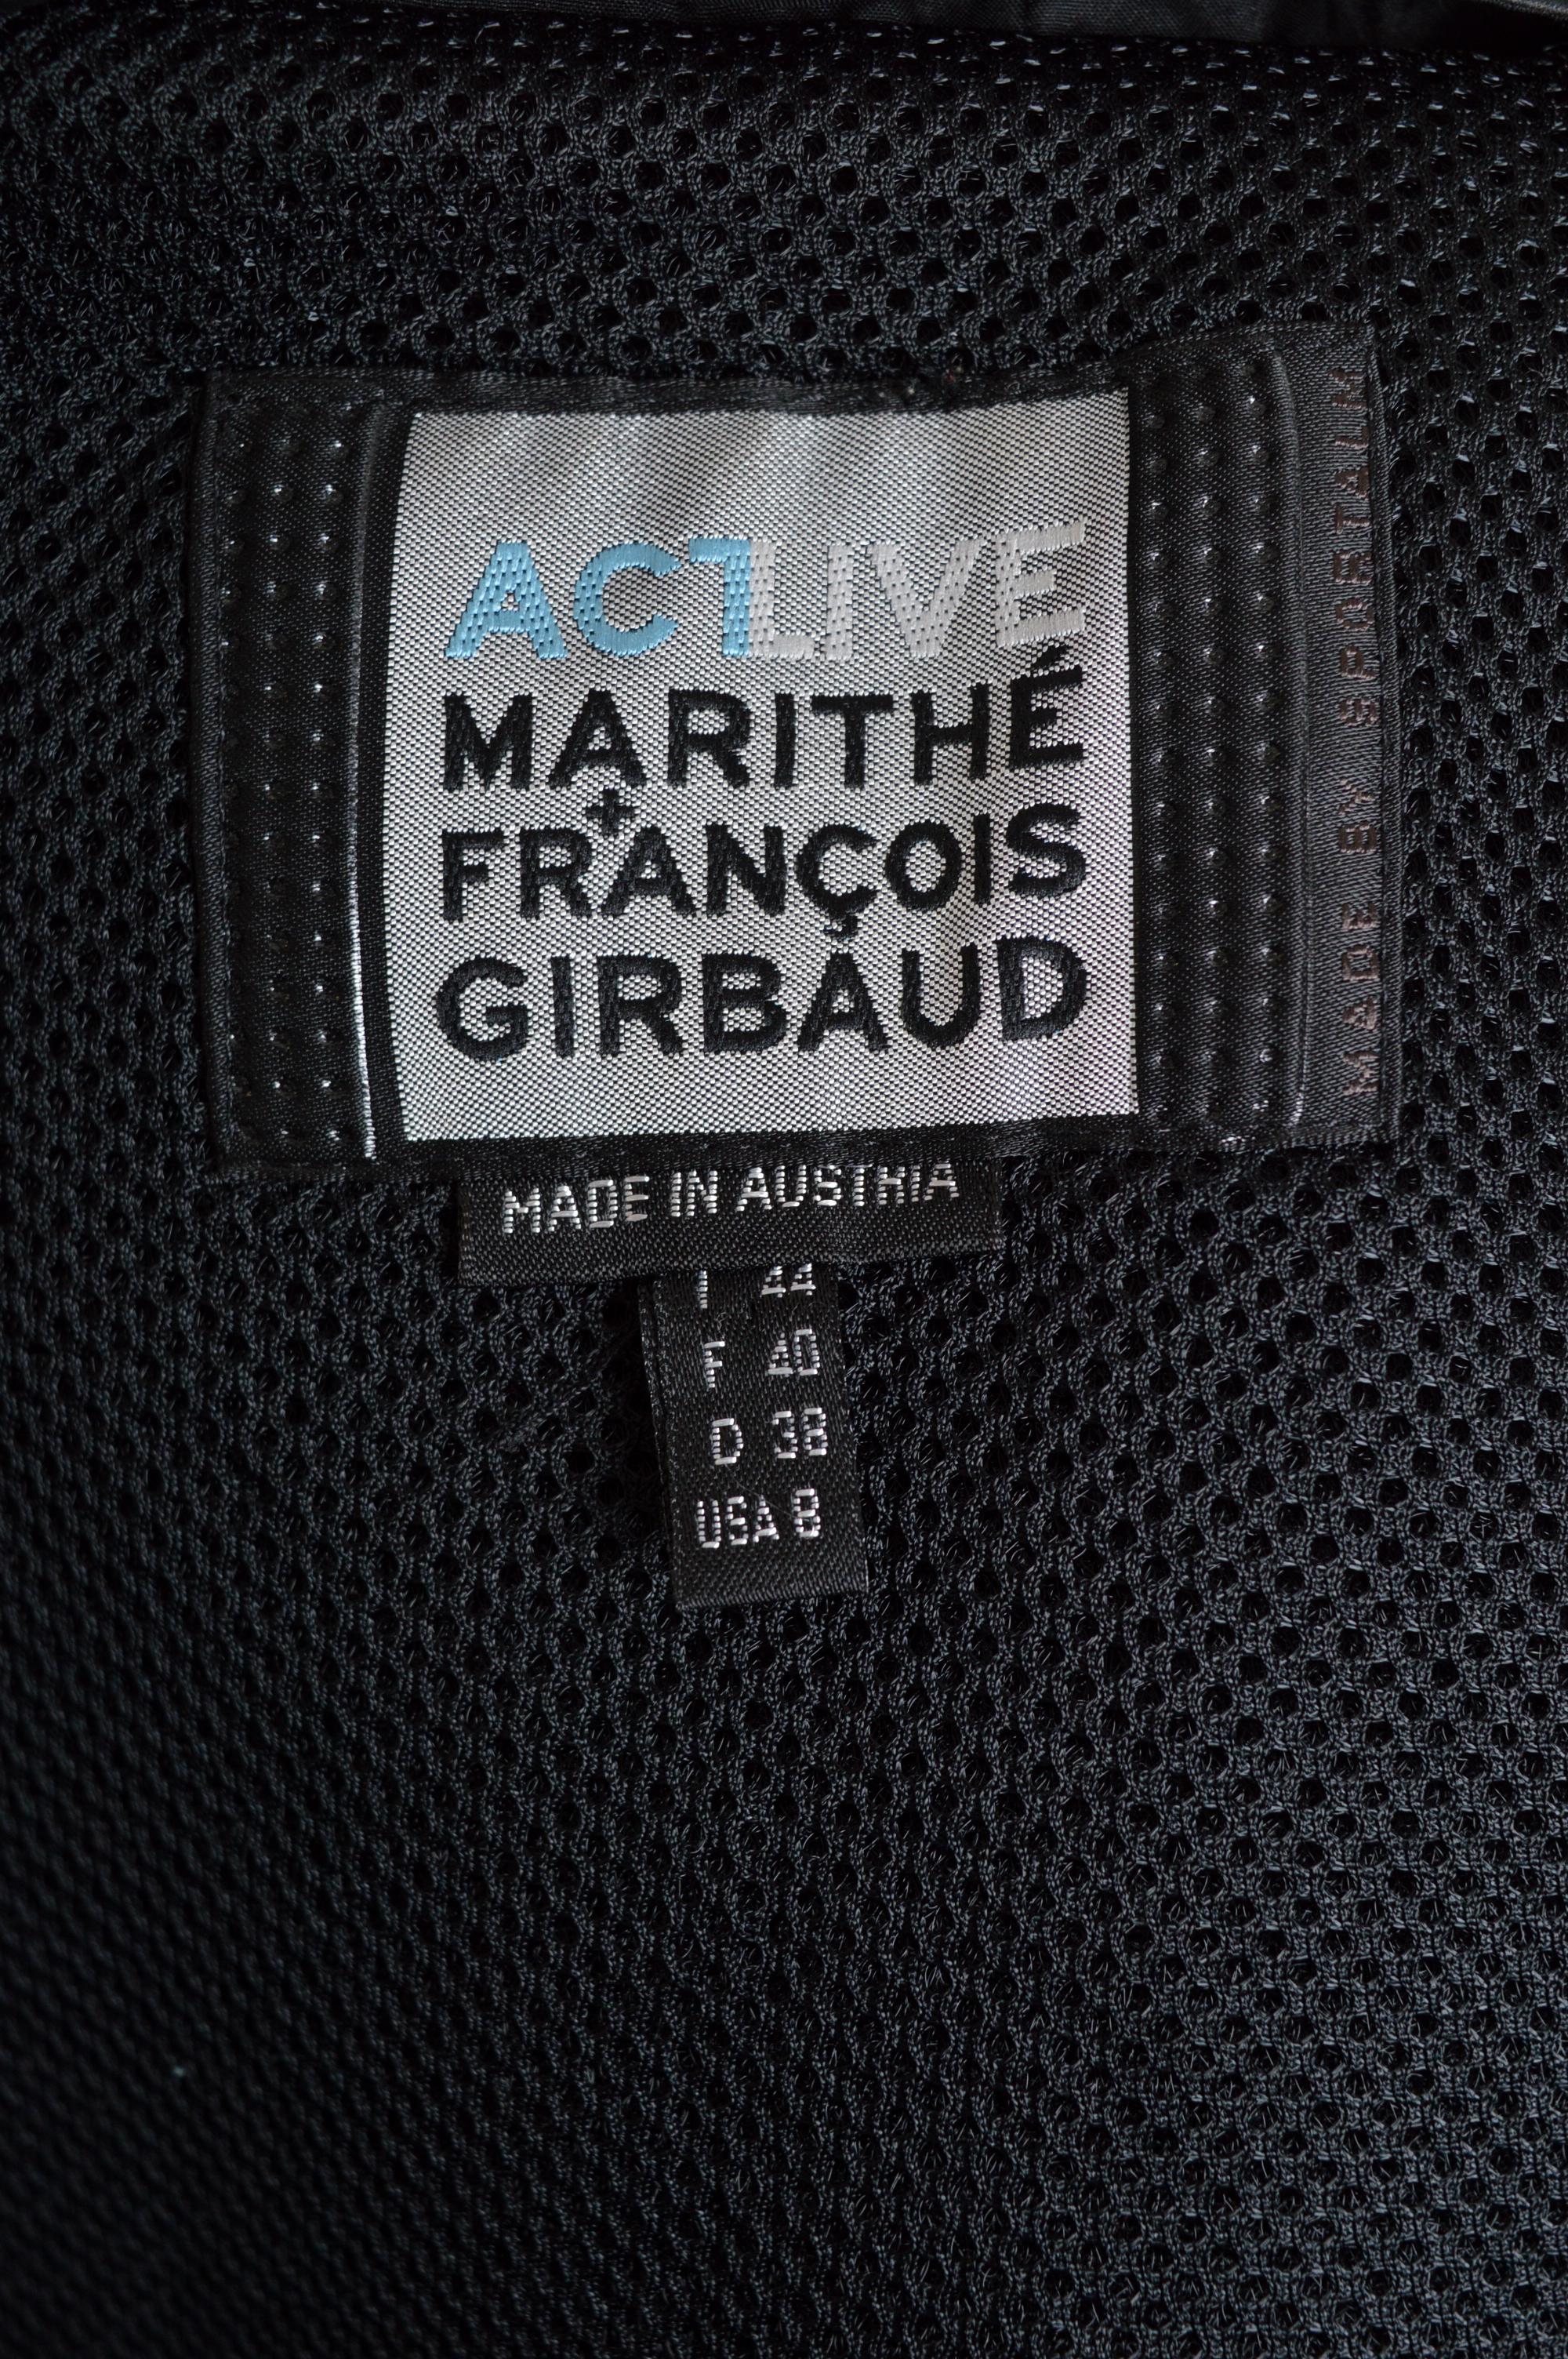 ACTLIVE
MARITHÉ
+
FRANÇOIS
GIRBAUD
MADE BY SPORTALM
MADE IN AUSTRIA
I 44
F 40
D 38
USA 8